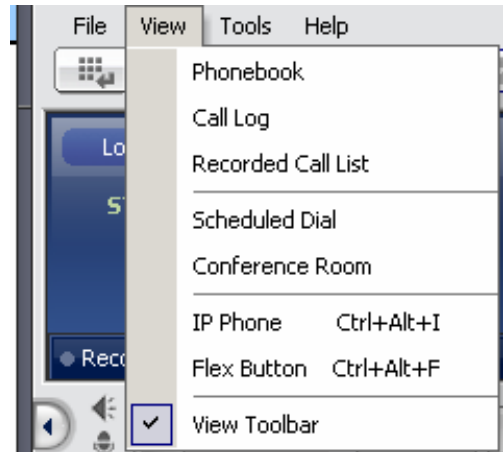 File View Tools Help
Phonebook
Call Log
Recorded Call List
Scheduled Dial
Conference Room
IP Phone Ctrl+Alt+I
Flex Button Ctrl+Alt+F
View Toolbar